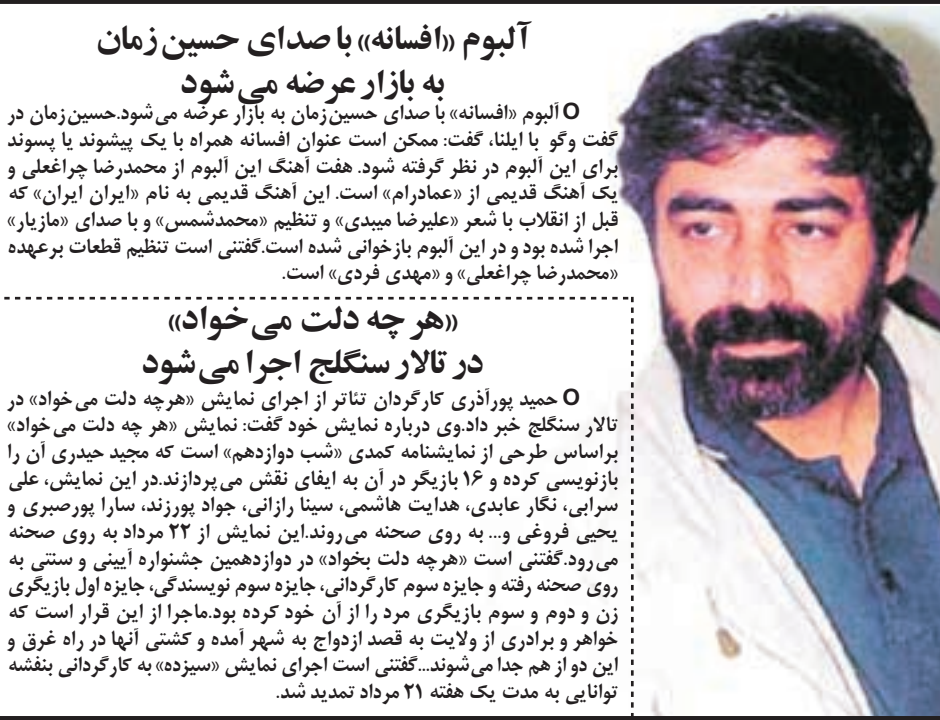 آلبوم «افسانه» با صدای حسین زمان
به بازار عرضه می‌شود
O آلبوم «افسانه» با صدای حسین‌زمان به بازار عرضه می‌شود.حسین‌زمان در
گفت وگو با ایلنا، گفت: ممکن است عنوان افسانه همراه با یک پیشوند یا پسوند
برای این آلبوم در نظر گرفته شود. هفت آهنگ این آلبوم از محمدرضا چراغعلی و
یک آهنگ قدیمی از «عمادرام» است. این آهنگ قدیمی به نام «ایران ایران» که
قبل از انقلاب با شعر «علیرضا میبدی» و تنظیم «محمدشمس» و با صدای «مازیار»
اجرا شده بود و در این آلبوم بازخوانی شده است.گفتنی است تنظیم قطعات برعهده
«محمدرضا چراغعلی» و «مهدی فردی» است.
«هر چه دلت می‌خواد»
در تالار سنگلج اجرا می‌شود
O حمید پورآذری کارگردان تئاتر از اجرای نمایش «هرچه دلت می‌خواد» در
تالار سنگلج خبر داد.وی درباره نمایش خود گفت: نمایش «هر چه دلت می‌خواد»
براساس طرحی از نمایشنامه کمدی «شب دوازدهم» است که مجید حیدری آن را
بازنویسی کرده و ۱۶ بازیگر در آن به ایفای نقش می‌پردازند.در این نمایش، علی
سرابی، نگار عابدی، هدایت هاشمی، سینا رازانی، جواد پورزند، سارا پورصبری و
یحیی فروغی و... به روی صحنه می‌روند.این نمایش از ۲۲ مرداد به روی صحنه
می‌رود.گفتنی است «هرچه دلت بخواد» در دوازدهمین جشنواره آیینی و سنتی به
روی صحنه رفته و جایزه سوم کارگردانی، جایزه سوم نویسندگی، جایزه اول بازیگری
زن و دوم و سوم بازیگری مرد را از آن خود کرده بود.ماجرا از این قرار است که
خواهر و برادری از ولایت به قصد ازدواج به شهر آمده و کشتی آنها در راه غرق و
این دو از هم جدا می‌شوند...گفتنی است اجرای نمایش «سیزده» به کارگردانی بنفشه
توانایی به مدت یک هفته ۲۱ مرداد تمدید شد.